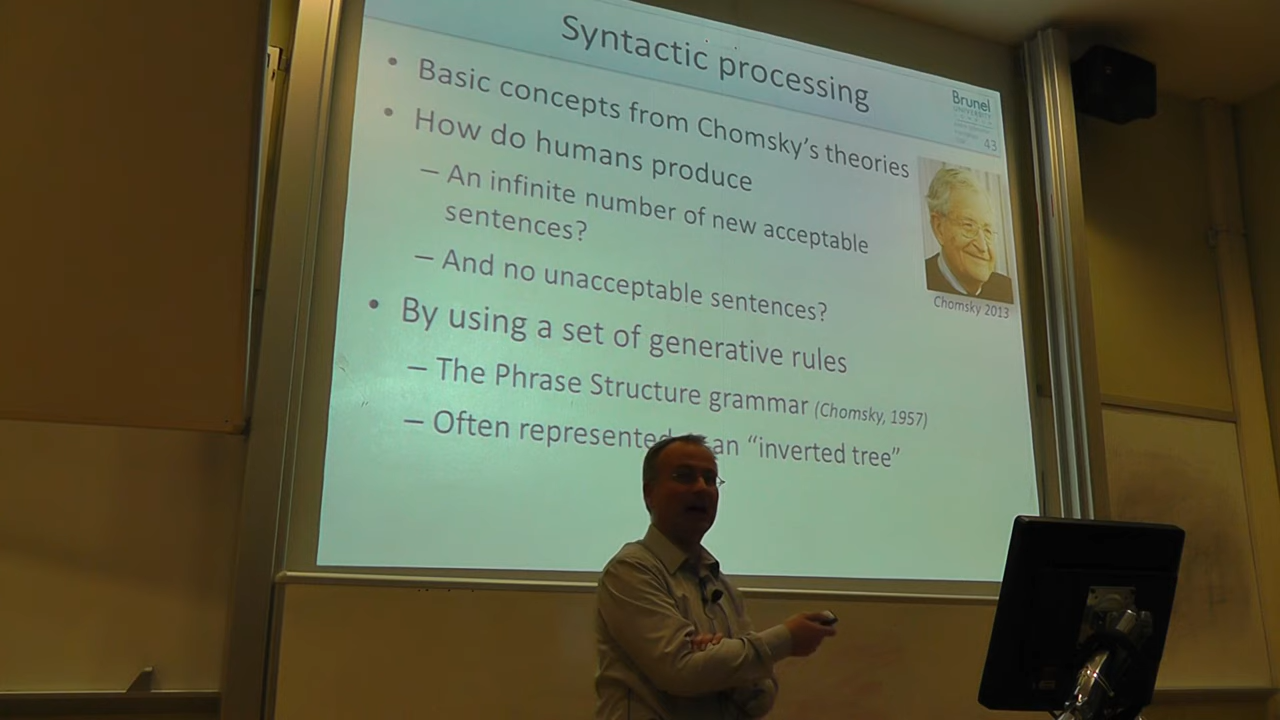 Syntactic processing
Brunel
UNIVERSITY
43
• Basic concepts from Chomsky's theories
• How do humans produce
– An infinite number of new acceptable
sentences?
– And no unacceptable sentences?
Chomsky 2013
• By using a set of generative rules
– The Phrase Structure grammar (Chomsky, 1957)
– Often represented an “inverted tree”